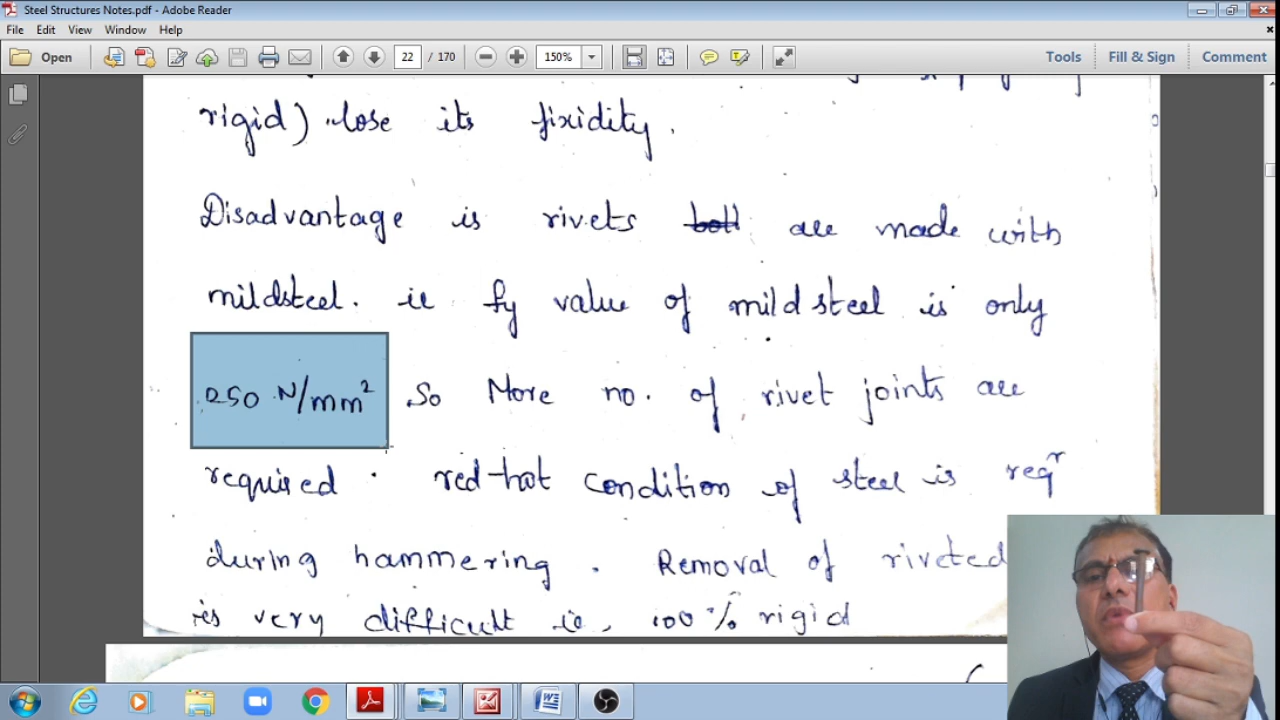 Steel Structures Notes.pdf - Adobe Reader
File Edit View Window Help
Open 22 / 170 150% Tools Fill & Sign Comment
rigid) lose its fixidity.
Disadvantage is rivets bolt are made with
mildsteel. ie fy value of mild steel is only
250 N/mm² So More no. of rivet joints are
required. red-hot condition of steel is reqr
during hammering. Removal of riveted
is very difficult ie, 100% rigid